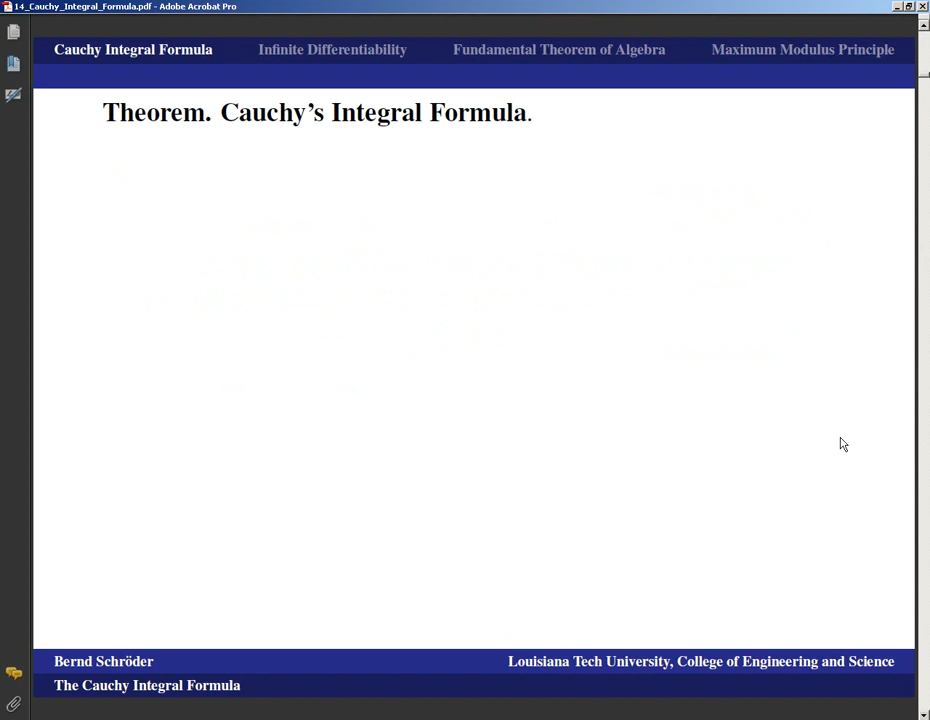 14_Cauchy_Integral_Formula.pdf - Adobe Acrobat Pro
Cauchy Integral Formula Infinite Differentiability Fundamental Theorem of Algebra Maximum Modulus Principle
Theorem. Cauchy's Integral Formula.
Bernd Schröder Louisiana Tech University, College of Engineering and Science
The Cauchy Integral Formula